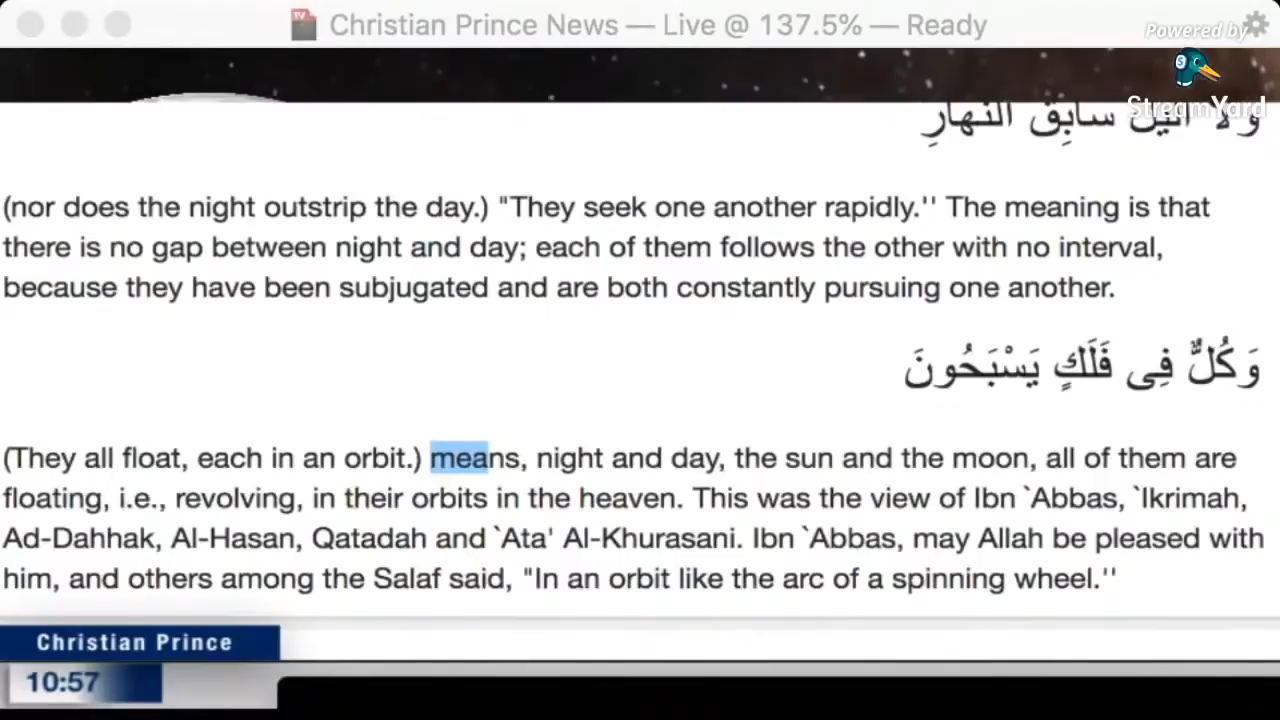 Christian Prince News — Live @ 137.5% — Ready
Powered by
StreamYard
سابِق النهارِ
(nor does the night outstrip the day.) "They seek one another rapidly.'' The meaning is that
there is no gap between night and day; each of them follows the other with no interval,
because they have been subjugated and are both constantly pursuing one another.
وَكُلٌّ فِى فَلَكٍ يَسْبَحُونَ
(They all float, each in an orbit.) means, night and day, the sun and the moon, all of them are
floating, i.e., revolving, in their orbits in the heaven. This was the view of Ibn `Abbas, `Ikrimah,
Ad-Dahhak, Al-Hasan, Qatadah and `Ata' Al-Khurasani. Ibn `Abbas, may Allah be pleased with
him, and others among the Salaf said, "In an orbit like the arc of a spinning wheel.''
Christian Prince
10:57